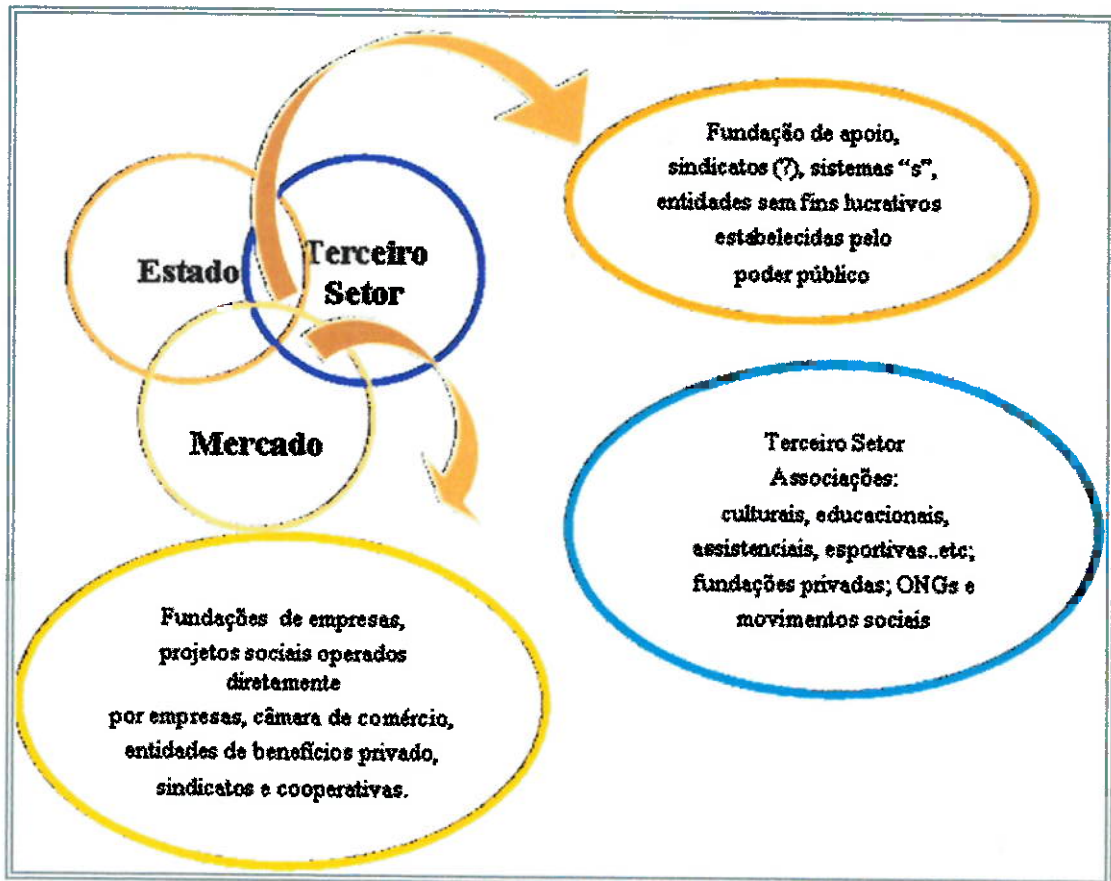 Estado
Terceiro
Setor
Mercado
Fundação de apoio,
sindicatos (?), sistemas “s”,
entidades sem fins lucrativos
estabelecidas pelo
poder público
Terceiro Setor
Associações:
culturais, educacionais,
assistenciais, esportivas..etc;
fundações privadas; ONGs e
movimentos sociais
Fundações de empresas,
projetos sociais operados
diretamente
por empresas, câmara de comércio,
entidades de benefícios privado,
sindicatos e cooperativas.